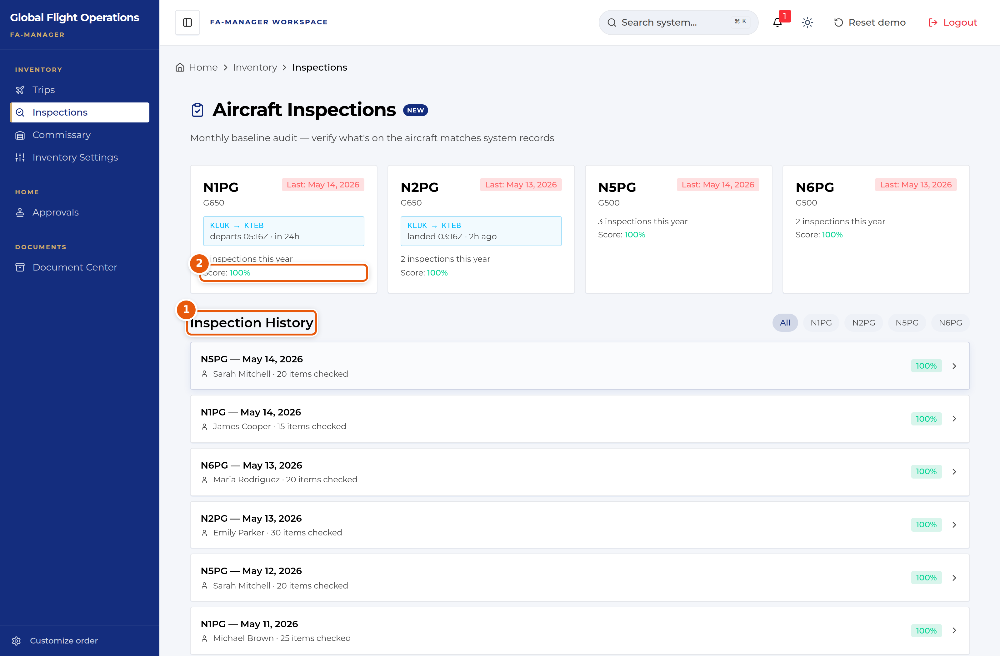 Global Flight Operations
FA-MANAGER
INVENTORY
Trips
Inspections
Commissary
Inventory Settings
HOME
Approvals
DOCUMENTS
Document Center
Customize order
FA-MANAGER WORKSPACE
Search system...
⌘ K
1
Reset demo
Logout
Home > Inventory > Inspections
Aircraft Inspections NEW
Monthly baseline audit — verify what's on the aircraft matches system records
N1PG
Last: May 14, 2026
G650
KLUK → KTEB
departs 05:16Z · in 24h
inspections this year
2
Score: 100%
N2PG
Last: May 13, 2026
G650
KLUK → KTEB
landed 03:16Z · 2h ago
2 inspections this year
Score: 100%
N5PG
Last: May 14, 2026
G500
3 inspections this year
Score: 100%
N6PG
Last: May 13, 2026
G500
2 inspections this year
Score: 100%
1
Inspection History
All N1PG N2PG N5PG N6PG
N5PG — May 14, 2026
Sarah Mitchell · 20 items checked
100%
N1PG — May 14, 2026
James Cooper · 15 items checked
100%
N6PG — May 13, 2026
Maria Rodriguez · 20 items checked
100%
N2PG — May 13, 2026
Emily Parker · 30 items checked
100%
N5PG — May 12, 2026
Sarah Mitchell · 20 items checked
100%
N1PG — May 11, 2026
Michael Brown · 25 items checked
100%